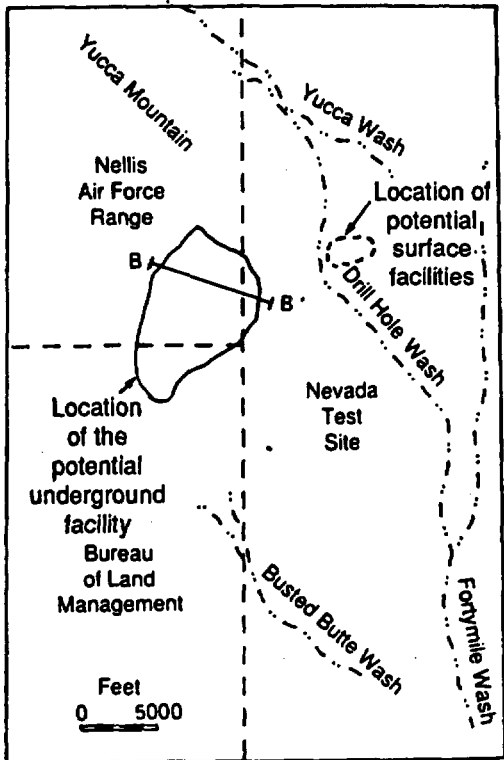 Yucca Mountain
Yucca Wash
Nellis
Air Force
Range
Location of
potential
surface
facilities
B
B'
Drill Hole Wash
Nevada
Test
Site
Location
of the
potential
underground
facility
Bureau
of Land
Management
Busted Butte Wash
Fortymile Wash
Feet
0 5000